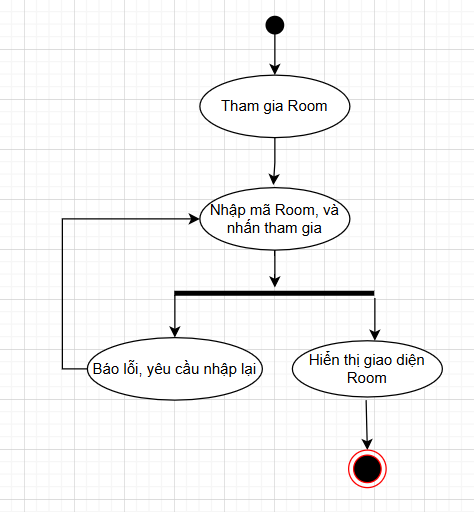 Tham gia Room
Nhập mã Room, và
nhấn tham gia
Báo lỗi, yêu cầu nhập lại
Hiển thị giao diện
Room